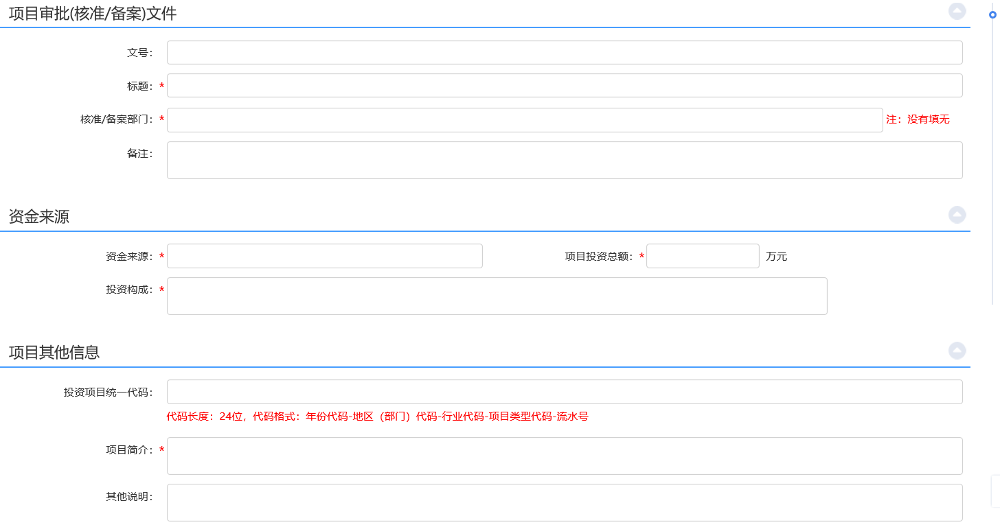 项目审批(核准/备案)文件
文号：
标题：*
核准/备案部门：* 注：没有填无
备注：
资金来源
资金来源：* 项目投资总额：* 万元
投资构成：*
项目其他信息
投资项目统一代码：
代码长度：24位，代码格式：年份代码-地区（部门）代码-行业代码-项目类型代码-流水号
项目简介：*
其他说明：